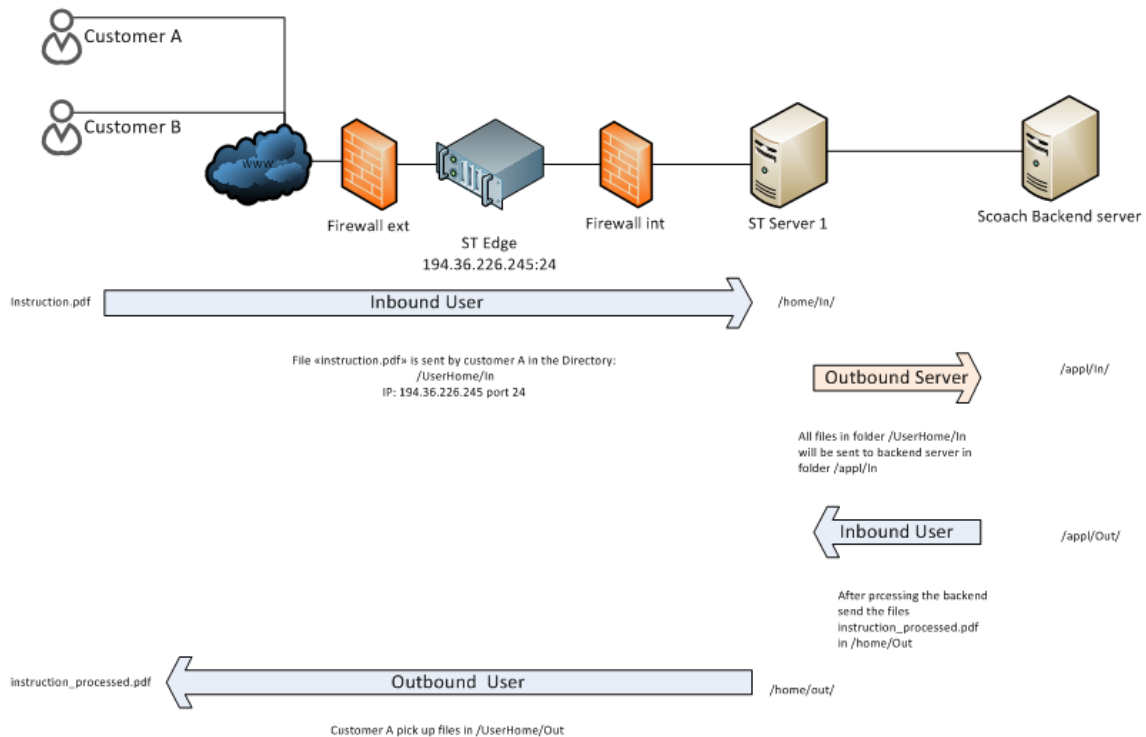 Customer A
Customer B
www
Firewall ext
ST Edge
194.36.226.245:24
Firewall int
ST Server 1
Scoach Backend server
Instruction.pdf
Inbound User
/home/In/
File «instruction.pdf» is sent by customer A in the Directory:
/UserHome/In
IP: 194.36.226.245 port 24
Outbound Server
/appl/In/
All files in folder /UserHome/In
will be sent to backend server in
folder /appl/In
Inbound User
/appl/Out/
After prcessing the backend
send the files
instruction_processed.pdf
in /home/Out
instruction_processed.pdf
Outbound User
/home/out/
Customer A pick up files in /UserHome/Out